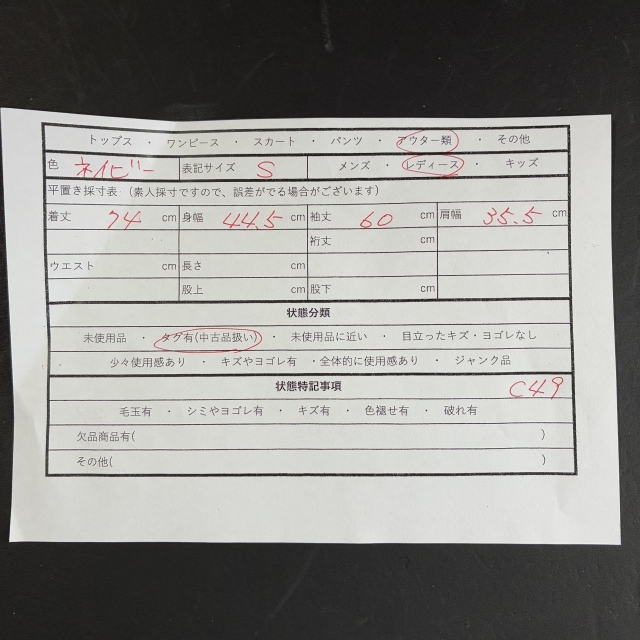 トップス ・ ワンピース ・ スカート ・ パンツ ・ アウター類 ・ その他
色 ネイビー 表記サイズ S メンズ ・ レディース ・ キッズ
平置き採寸表 (素人採寸ですので、誤差がでる場合がございます)
着丈 74 cm 身幅 44.5 cm 袖丈 60 cm 肩幅 35.5 cm
裄丈 cm
ウエスト cm 長さ cm
股上 cm 股下 cm
状態分類
未使用品 ・ タグ有(中古品扱い) ・ 未使用品に近い ・ 目立ったキズ・ヨゴレなし
少々使用感あり ・ キズやヨゴレ有 ・全体的に使用感あり ・ ジャンク品
状態特記事項 C49
毛玉有 ・ シミやヨゴレ有 ・ キズ有 ・ 色褪せ有 ・ 破れ有
欠品商品有( )
その他( )